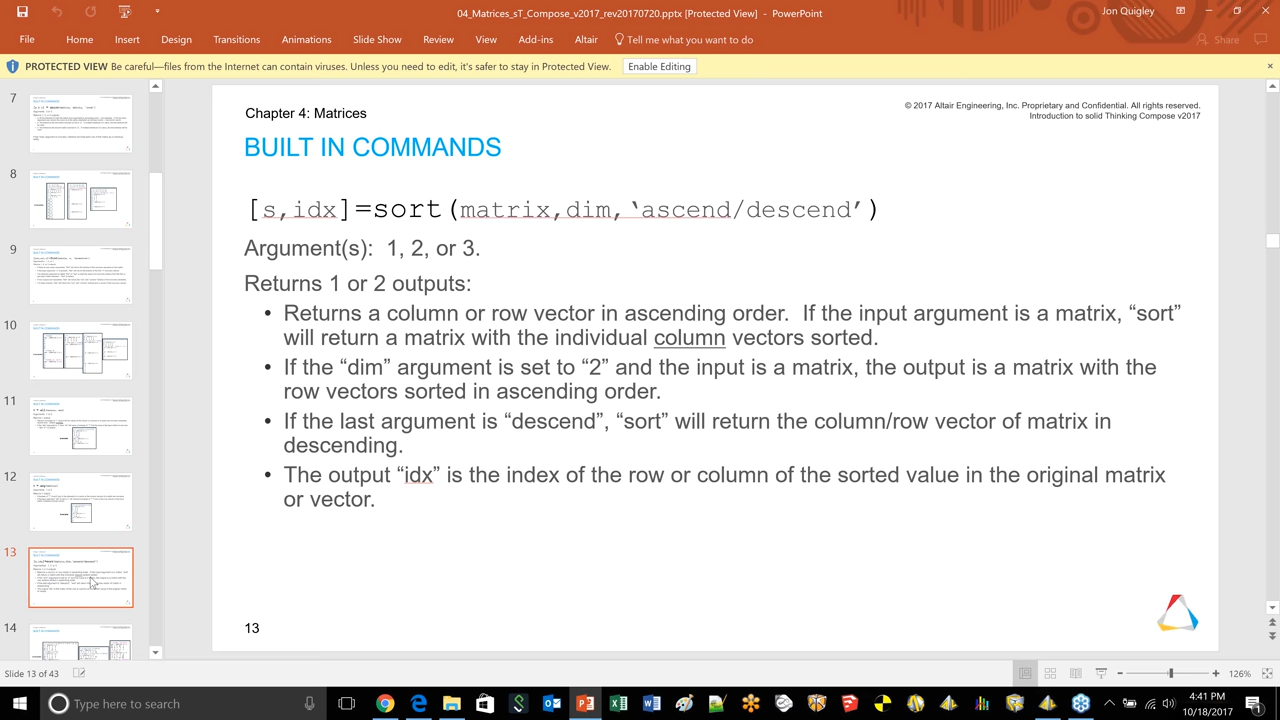 04_Matrices_sT_Compose_v2017_rev20170720.pptx [Protected View] - PowerPoint
Jon Quigley
File Home Insert Design Transitions Animations Slide Show Review View Add-ins Altair Tell me what you want to do Share
PROTECTED VIEW Be careful—files from the Internet can contain viruses. Unless you need to edit, it's safer to stay in Protected View. Enable Editing
7
8
9
10
11
12
13
14
Chapter 4: Matrices
© 2017 Altair Engineering, Inc. Proprietary and Confidential. All rights reserved.
Introduction to solid Thinking Compose v2017
BUILT IN COMMANDS
[s,idx]=sort(matrix,dim,‘ascend/descend’)
Argument(s): 1, 2, or 3.
Returns 1 or 2 outputs:
• Returns a column or row vector in ascending order. If the input argument is a matrix, “sort”
will return a matrix with the individual column vectors sorted.
• If the “dim” argument is set to “2” and the input is a matrix, the output is a matrix with the
row vectors sorted in ascending order.
• If the last argument is “descend”, “sort” will return the column/row vector of matrix in
descending.
• The output “idx” is the index of the row or column of the sorted value in the original matrix
or vector.
13
Slide 13 of 43
126%
Type here to search
4:41 PM
10/18/2017